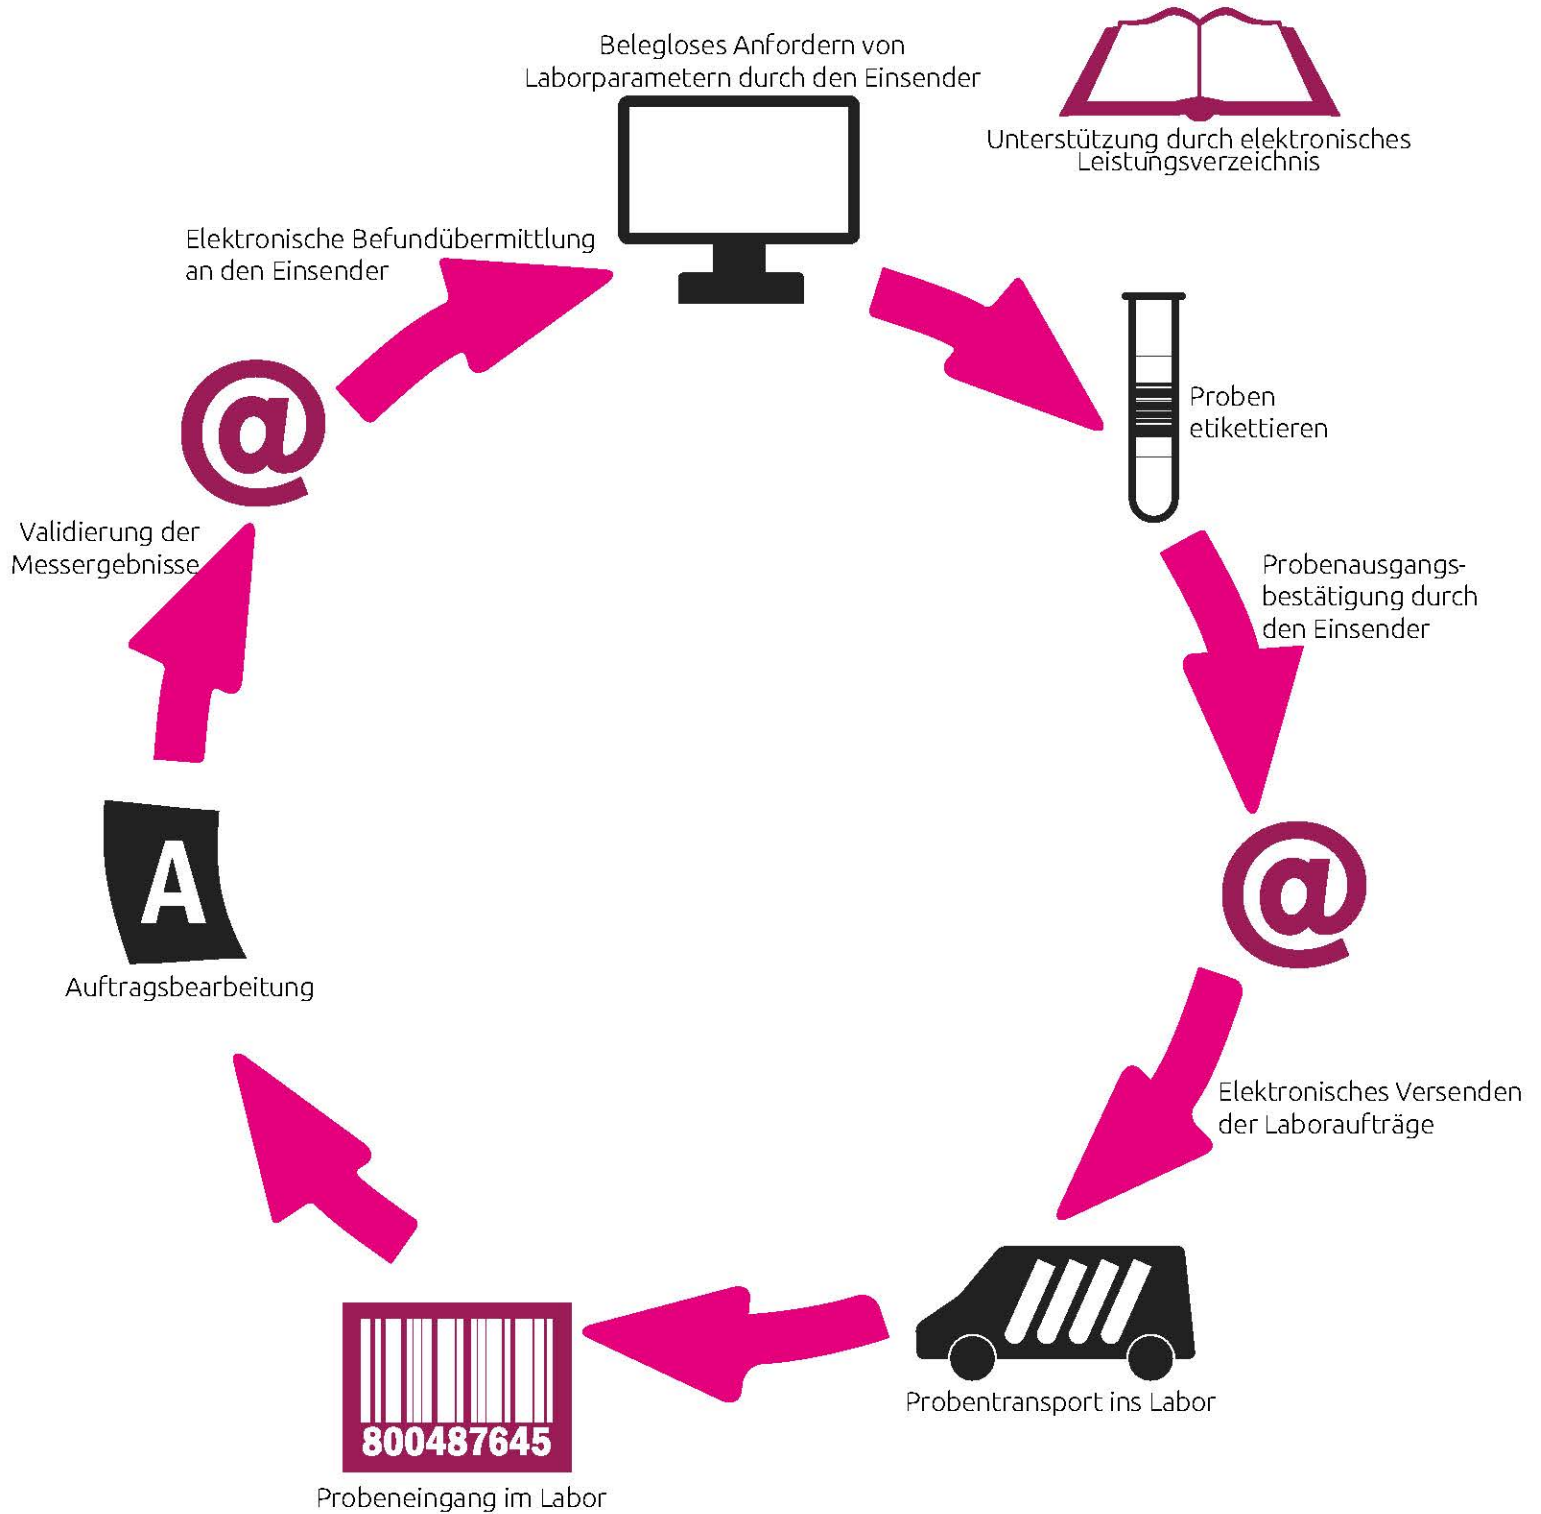 Belegloses Anfordern von
Laborparametern durch den Einsender
Unterstützung durch elektronisches
Leistungsverzeichnis
Elektronische Befundübermittlung
an den Einsender
Proben
etikettieren
@
Validierung der
Messergebnisse
Probenausgangs-
bestätigung durch
den Einsender
@
A
Auftragsbearbeitung
Elektronisches Versenden
der Laboraufträge
Probentransport ins Labor
800487645
Probeneingang im Labor